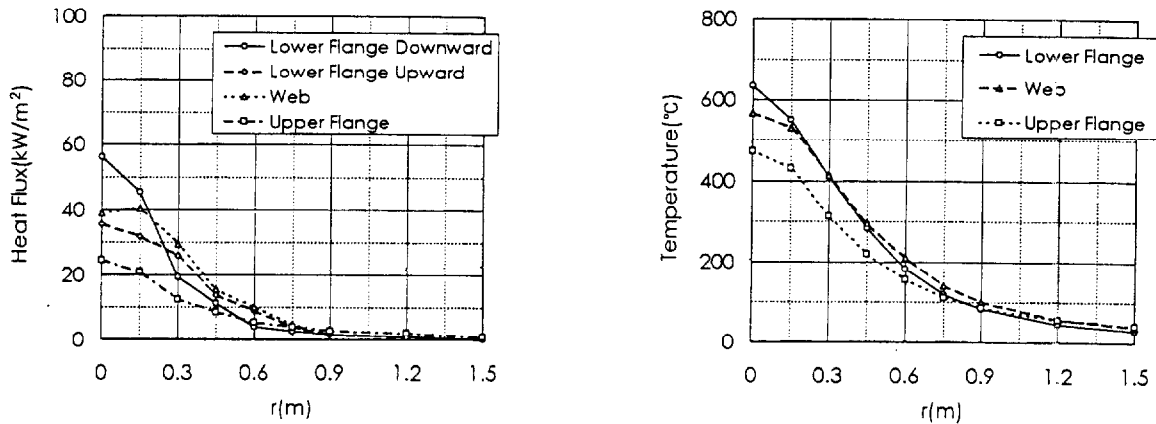 100
80
60
40
20
0
Heat Flux(kW/m²)
Lower Flange Downward
Lower Flange Upward
Web
Upper Flange
0 0.3 0.6 0.9 1.2 1.5
r(m)
800
600
400
200
0
Temperature(℃)
Lower Flange
Web
Upper Flange
0 0.3 0.6 0.9 1.2 1.5
r(m)